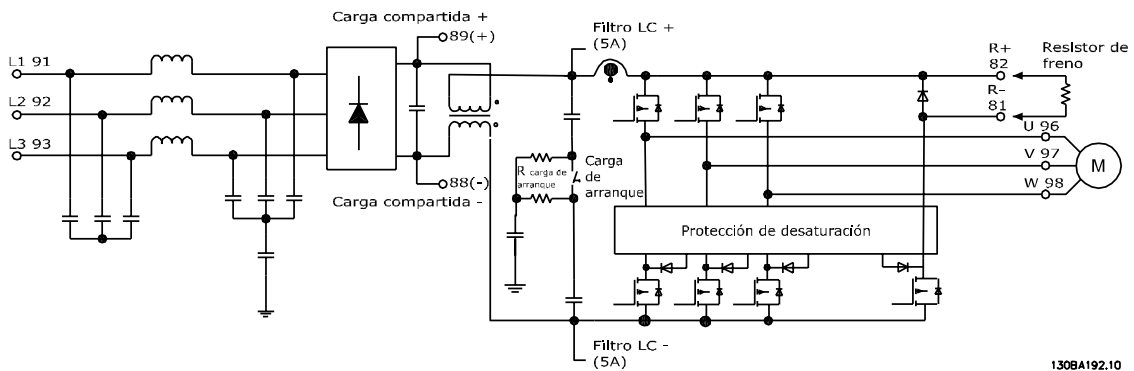 Carga compartida +
89(+)
Filtro LC +
(5A)
L1 91
L2 92
L3 93
R+
82
Resistor de
freno
R-
81
U 96
V 97
W 98
M
R carga de
arranque
Carga
de
arranque
88(-)
Carga compartida -
Protección de desaturación
Filtro LC -
(5A)
130BA192.10